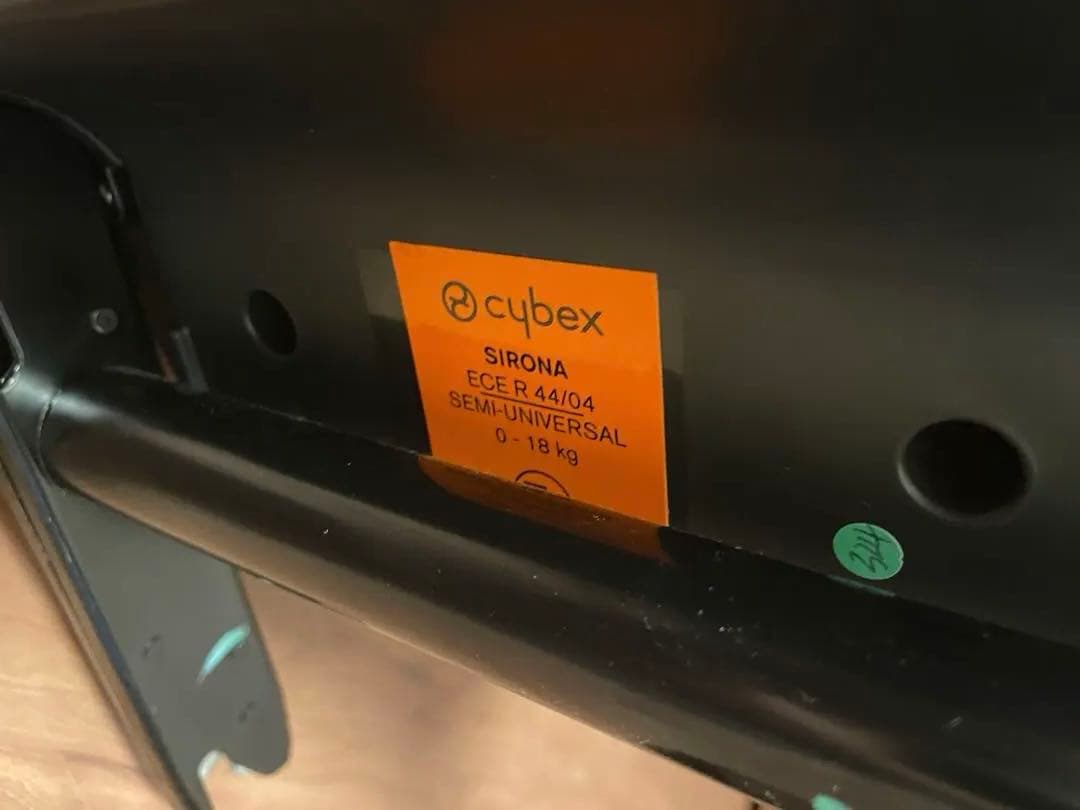 cybex
SIRONA
ECE R 44/04
SEMI-UNIVERSAL
0 - 18 kg